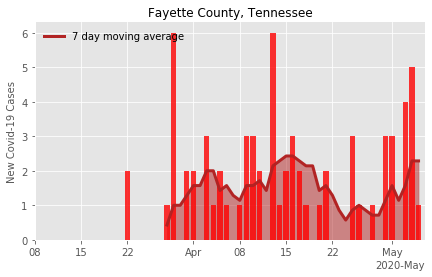 Fayette County, Tennessee
7 day moving average
New Covid-19 Cases
6
5
4
3
2
1
0
08 15 22 Apr 08 15 22 May
2020-May